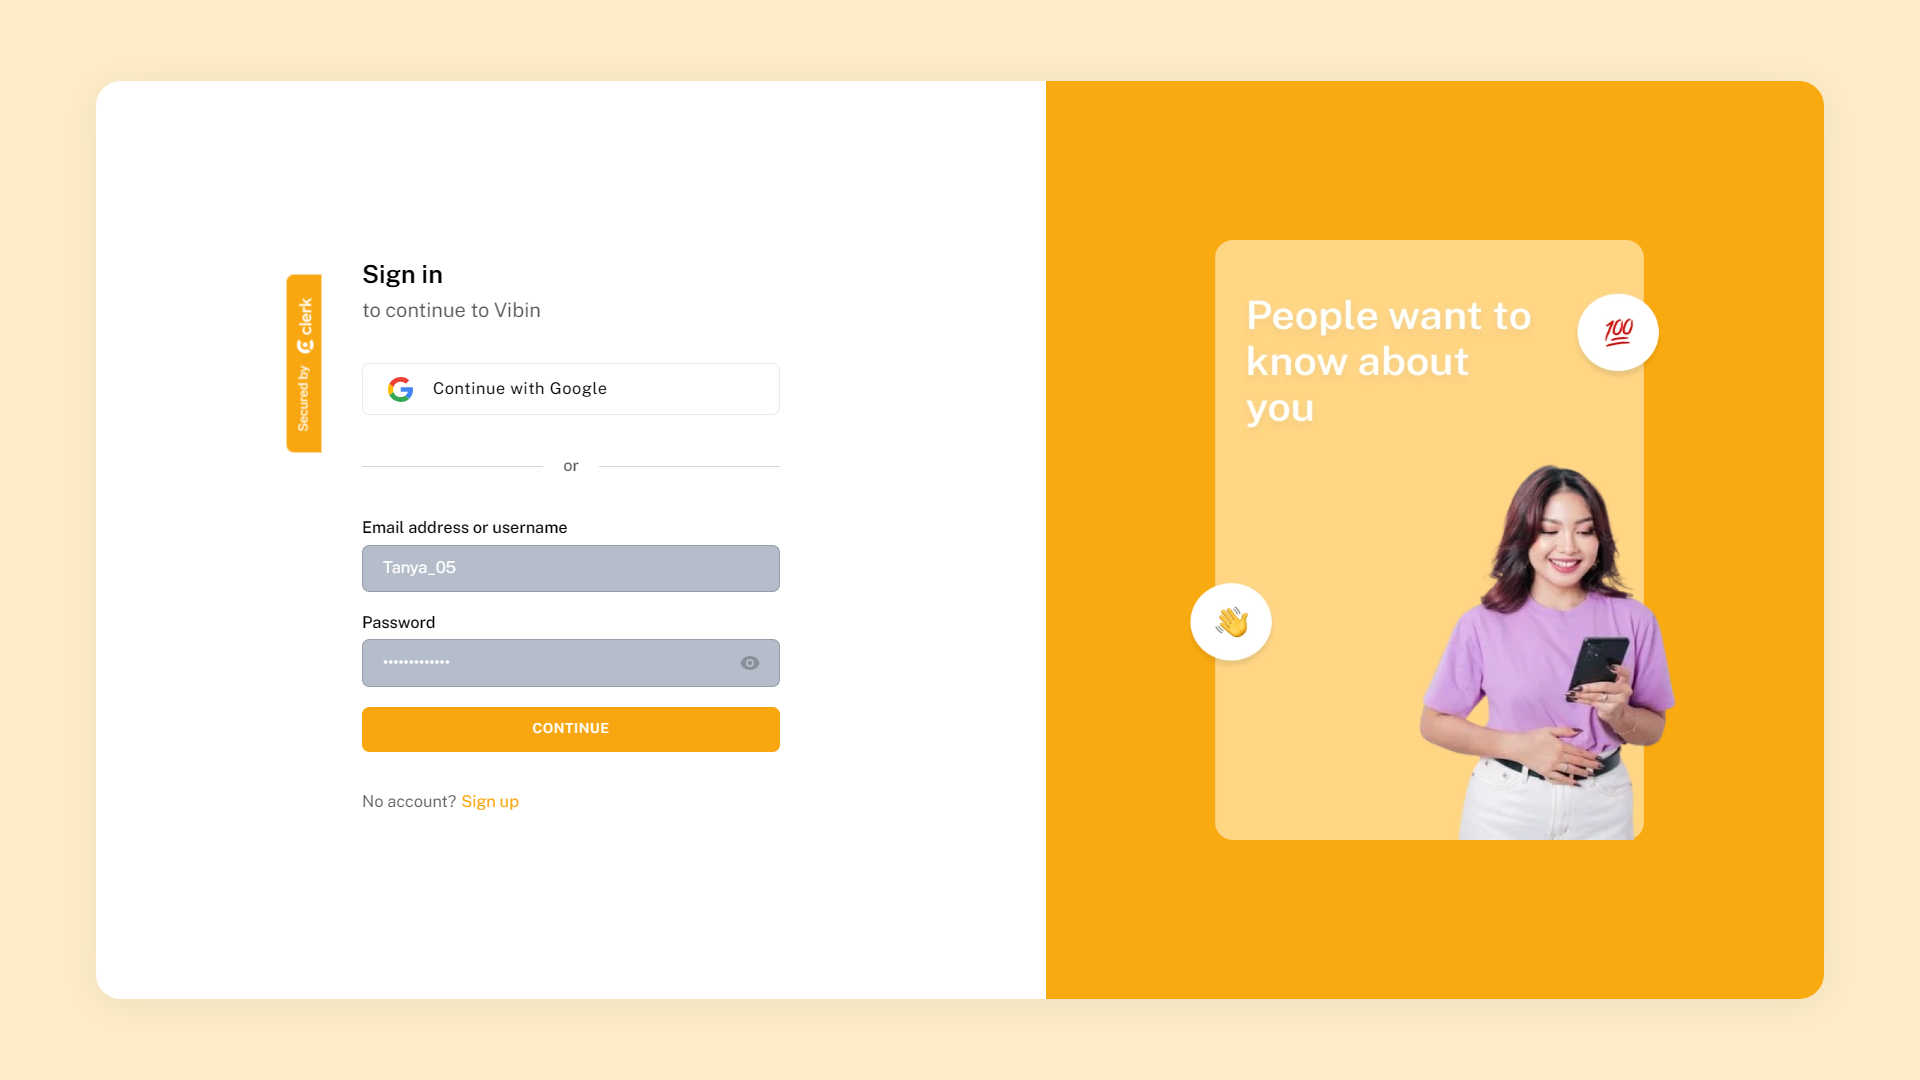 Sign in
to continue to Vibin
Secured by clerk
Continue with Google
or
Email address or username
Tanya_05
Password
•••••••••••••
CONTINUE
No account? Sign up
People want to
know about
you
💯
👋